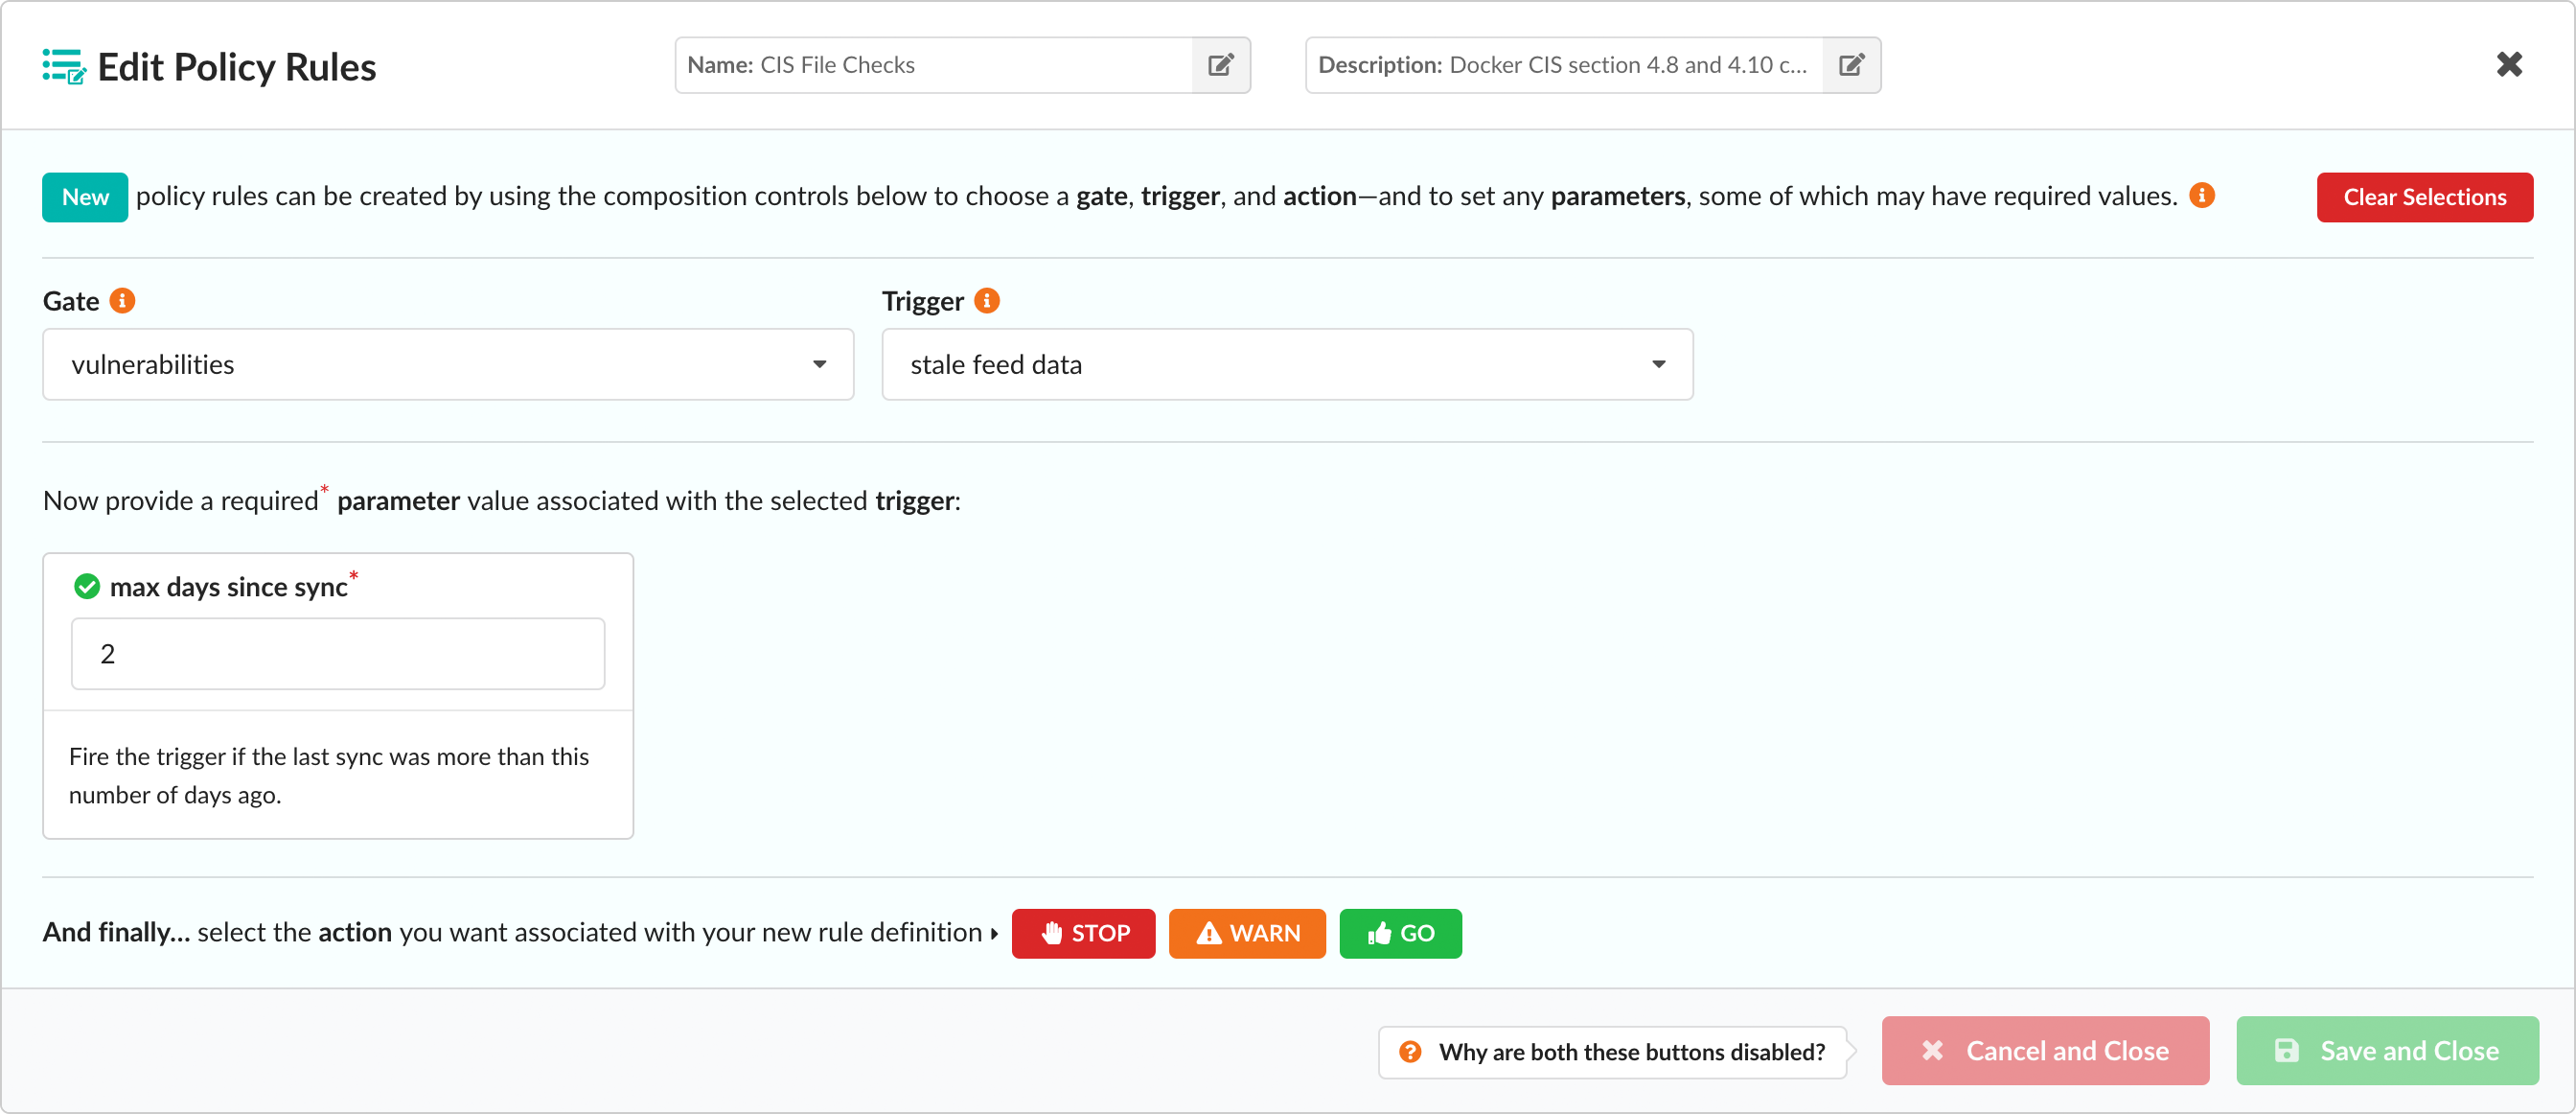 Edit Policy Rules
Name: CIS File Checks
Description: Docker CIS section 4.8 and 4.10 c...
New policy rules can be created by using the composition controls below to choose a gate, trigger, and action—and to set any parameters, some of which may have required values.
Clear Selections
Gate
Trigger
vulnerabilities
stale feed data
Now provide a required* parameter value associated with the selected trigger:
max days since sync*
2
Fire the trigger if the last sync was more than this
number of days ago.
And finally... select the action you want associated with your new rule definition
STOP
WARN
GO
Why are both these buttons disabled?
Cancel and Close
Save and Close